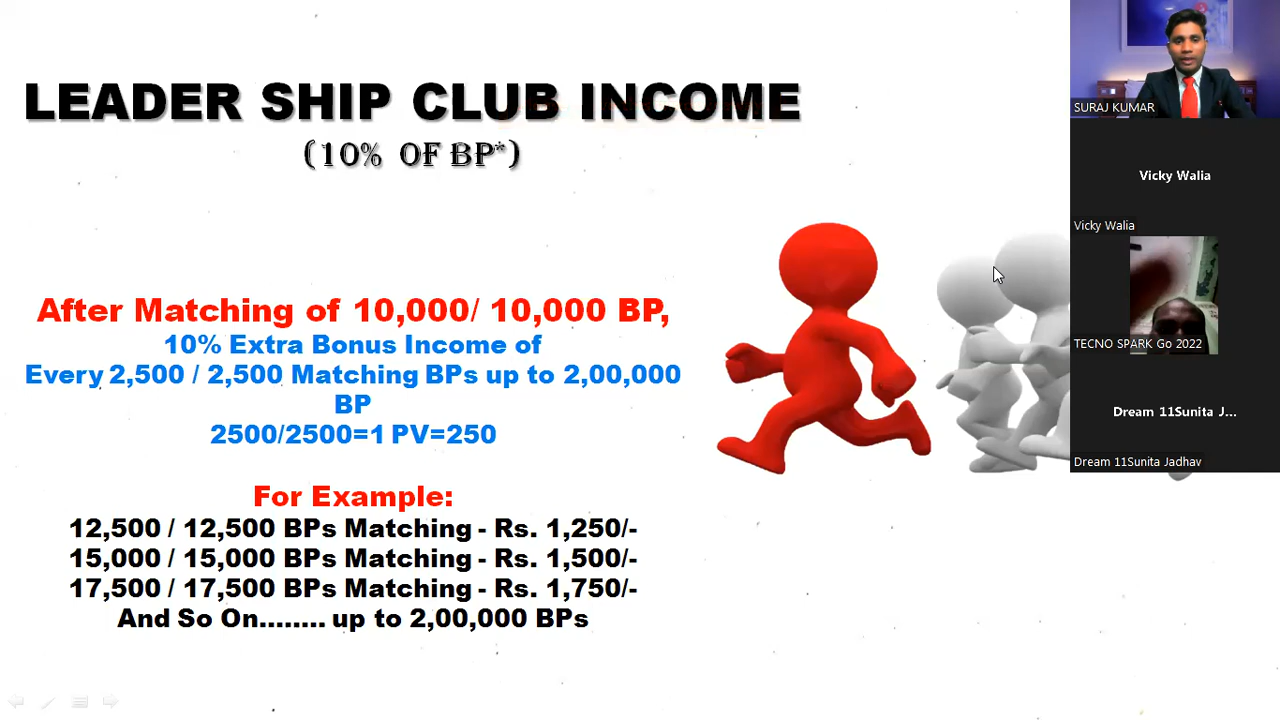 LEADER SHIP CLUB INCOME
(10% OF BP*)
After Matching of 10,000/ 10,000 BP,
10% Extra Bonus Income of
Every 2,500 / 2,500 Matching BPs up to 2,00,000
BP
2500/2500=1 PV=250
For Example:
12,500 / 12,500 BPs Matching - Rs. 1,250/-
15,000 / 15,000 BPs Matching - Rs. 1,500/-
17,500 / 17,500 BPs Matching - Rs. 1,750/-
And So On........ up to 2,00,000 BPs
SURAJ KUMAR
Vicky Walia
Vicky Walia
TECNO SPARK Go 2022
Dream 11Sunita J...
Dream 11Sunita Jadhav